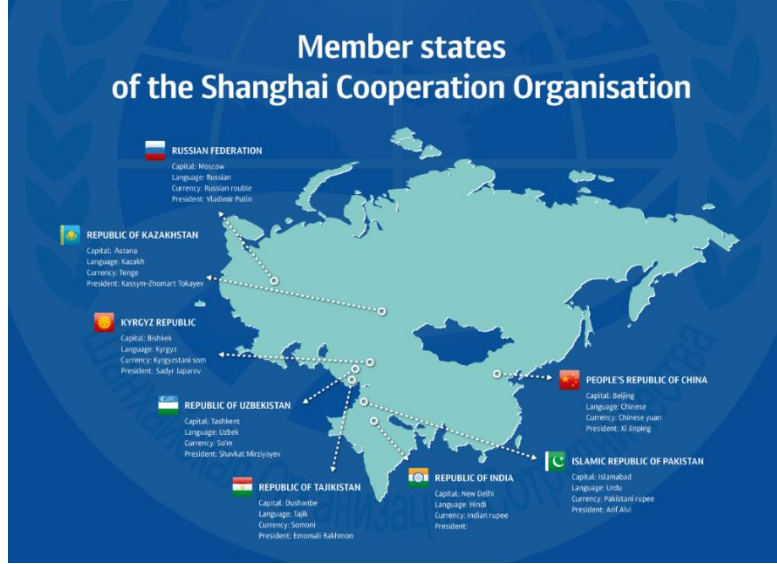 Member states
of the Shanghai Cooperation Organisation
RUSSIAN FEDERATION
Capital: Moscow
Language: Russian
Currency: Russian rouble
President: Vladimir Putin
REPUBLIC OF KAZAKHSTAN
Capital: Astana
Language: Kazakh
Currency: Tenge
President: Kassym-Zhomart Tokayev
KYRGYZ REPUBLIC
Capital: Bishkek
Language: Kyrgyz
Currency: Kyrgyzstani som
President: Sadyr Japarov
REPUBLIC OF UZBEKISTAN
Capital: Tashkent
Language: Uzbek
Currency: So'm
President: Shavkat Mirziyoyev
REPUBLIC OF TAJIKISTAN
Capital: Dushanbe
Language: Tajik
Currency: Somoni
President: Emomali Rakhmon
REPUBLIC OF INDIA
Capital: New Delhi
Language: Hindi
Currency: Indian rupee
President:
PEOPLE'S REPUBLIC OF CHINA
Capital: Beijing
Language: Chinese
Currency: Chinese yuan
President: Xi Jinping
ISLAMIC REPUBLIC OF PAKISTAN
Capital: Islamabad
Language: Urdu
Currency: Pakistani rupee
President: Arif Alvi